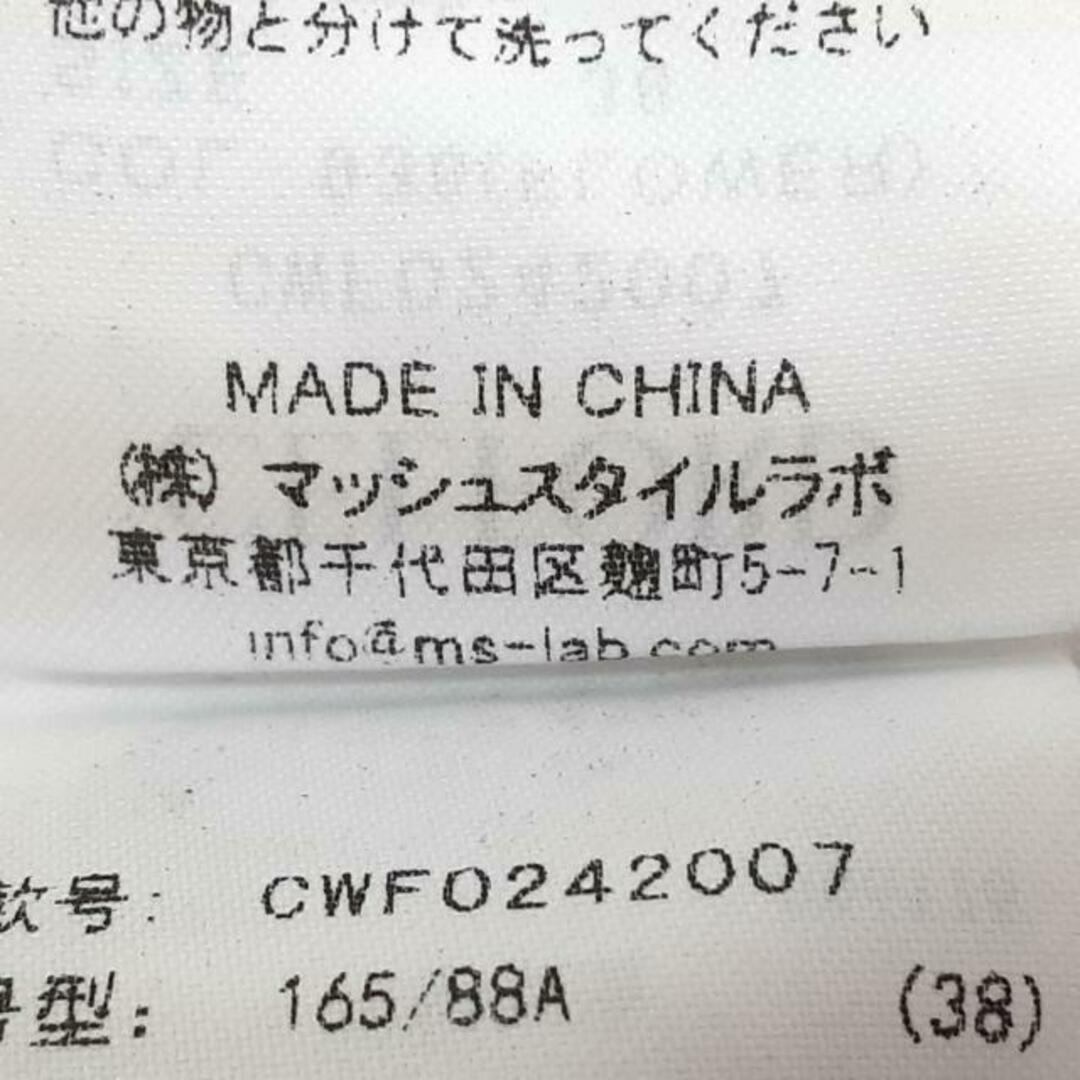 他の物と分けて洗ってください
MADE IN CHINA
(株) マッシュスタイルラボ
東京都千代田区麹町5-7-1
info@ms-lab.com
款号: CWFO242007
号型: 165/88A (38)